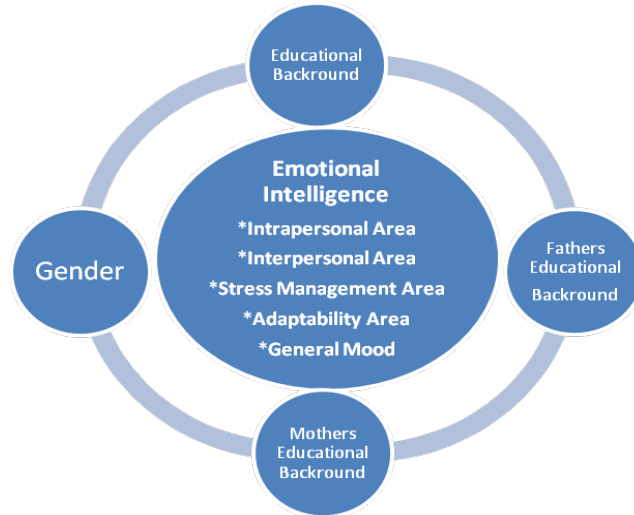 Educational
Backround
Emotional
Intelligence
*Intrapersonal Area
*Interpersonal Area
*Stress Management Area
*Adaptability Area
*General Mood
Gender
Fathers
Educational
Backround
Mothers
Educational
Backround